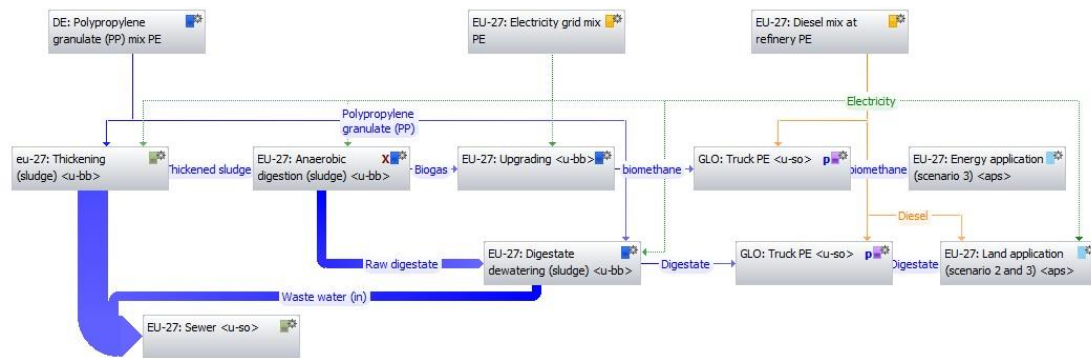 DE: Polypropylene
granulate (PP) mix PE
EU-27: Electricity grid mix
PE
EU-27: Diesel mix at
refinery PE
Electricity
Polypropylene
granulate (PP)
eu-27: Thickening
(sludge) <u-bb>
Thickened sludge
EU-27: Anaerobic
digestion (sludge) <u-bb>
X
Biogas
EU-27: Upgrading <u-bb>
biomethane
GLO: Truck PE <u-so>
p
biomethane
EU-27: Energy application
(scenario 3) <aps>
Diesel
Raw digestate
EU-27: Digestate
dewatering (sludge) <u-bb>
Digestate
GLO: Truck PE <u-so>
p
Digestate
EU-27: Land application
(scenario 2 and 3) <aps>
Waste water (in)
EU-27: Sewer <u-so>